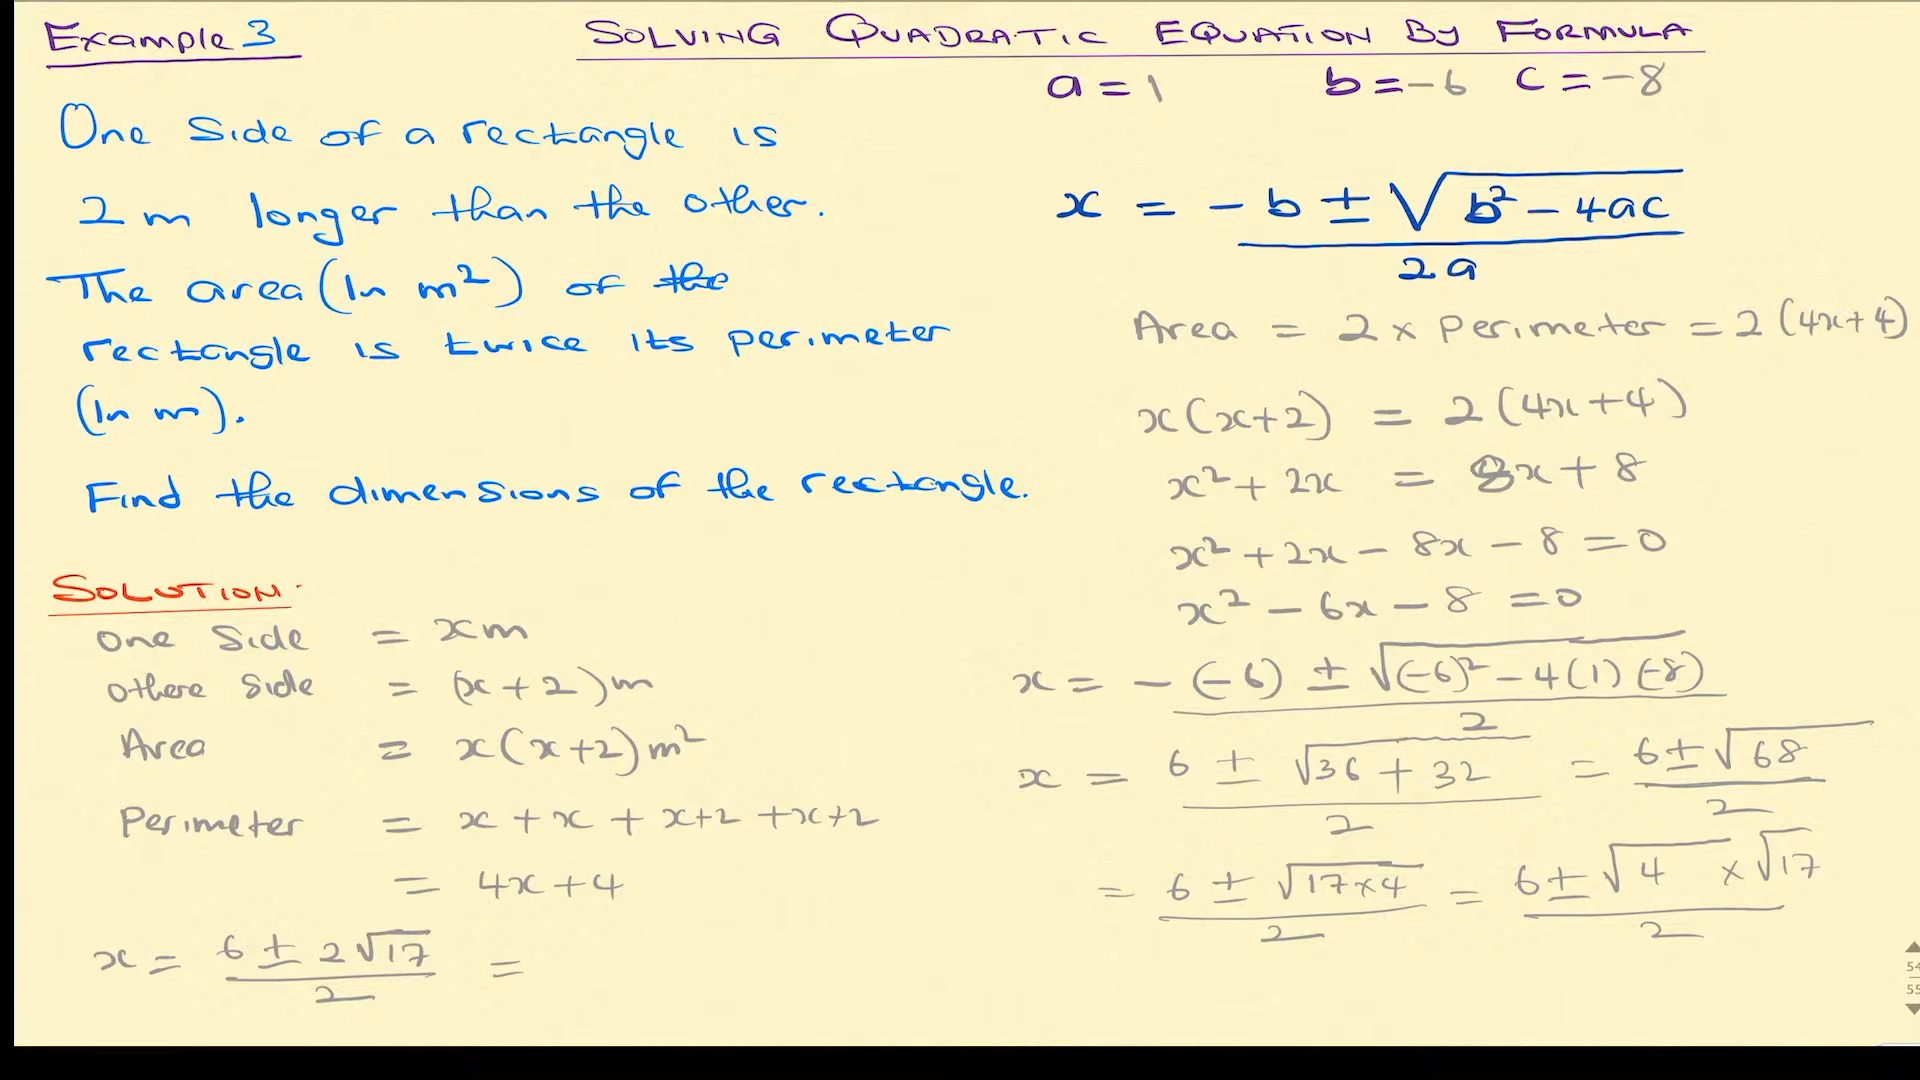 Example 3
SOLVING QUADRATIC EQUATION BY FORMULA
a = 1 b = -6 c = -8
One Side of a rectangle is
2 m longer than the other.
The area (In m²) of the
rectangle is twice its perimeter
(In m).
Find the dimensions of the rectangle.
SOLUTION.
One Side = xm
Othere Side = (x + 2)m
Area = x(x+2)m²
Perimeter = x + x + x+2 + x+2
= 4x+4
x = (6 ± 2√17)/2 =
x = (-b ± √(b² - 4ac))/2a
Area = 2 x Perimeter = 2(4x+4)
x(x+2) = 2(4x+4)
x² + 2x = 8x + 8
x² + 2x - 8x - 8 = 0
x² - 6x - 8 = 0
x = (-(-6) ± √((-6)² - 4(1)(-8)))/2
x = (6 ± √(36 + 32))/2 = (6 ± √68)/2
= (6 ± √(17x4))/2 = (6 ± √4 x √17)/2
54
55